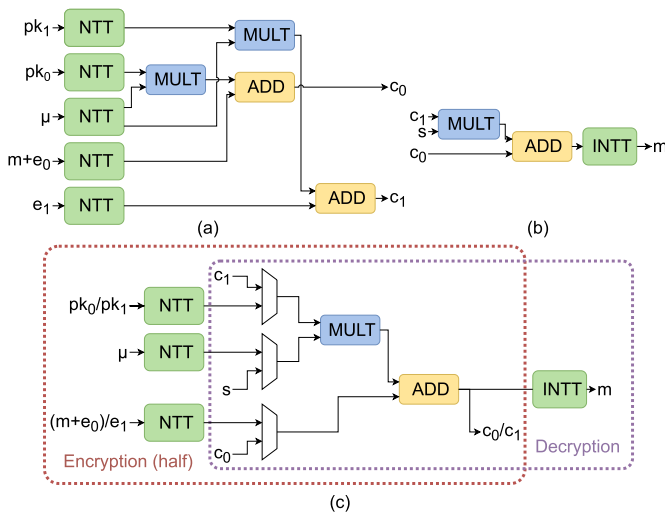 pk₁ NTT MULT
pk₀ NTT MULT ADD c₀
μ NTT
m+e₀ NTT
e₁ NTT ADD c₁
(a)
c₁
s MULT
c₀ ADD INTT m
(b)
c₁
pk₀/pk₁ NTT
MULT
μ NTT
s
ADD INTT m
(m+e₀)/e₁ NTT
c₀
c₀/c₁
Encryption (half)
Decryption
(c)